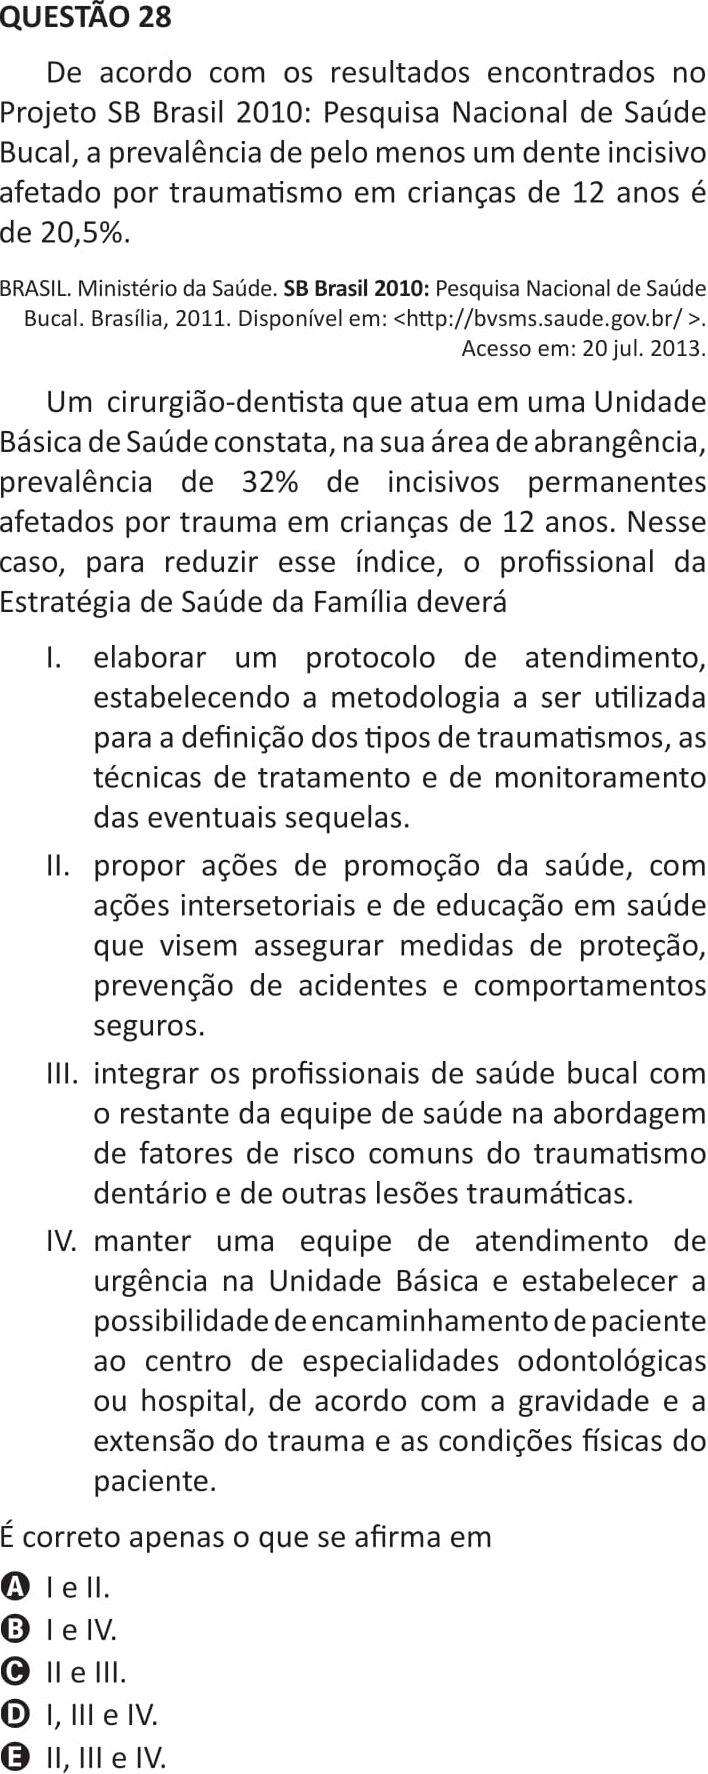 QUESTÃO 28
De acordo com os resultados encontrados no
Projeto SB Brasil 2010: Pesquisa Nacional de Saúde
Bucal, a prevalência de pelo menos um dente incisivo
afetado por traumatismo em crianças de 12 anos é
de 20,5%.
BRASIL. Ministério da Saúde. SB Brasil 2010: Pesquisa Nacional de Saúde
Bucal. Brasília, 2011. Disponível em: <http://bvsms.saude.gov.br/ >.
Acesso em: 20 jul. 2013.
Um cirurgião-dentista que atua em uma Unidade
Básica de Saúde constata, na sua área de abrangência,
prevalência de 32% de incisivos permanentes
afetados por trauma em crianças de 12 anos. Nesse
caso, para reduzir esse índice, o profissional da
Estratégia de Saúde da Família deverá
I. elaborar um protocolo de atendimento,
estabelecendo a metodologia a ser utilizada
para a definição dos tipos de traumatismos, as
técnicas de tratamento e de monitoramento
das eventuais sequelas.
II. propor ações de promoção da saúde, com
ações intersetoriais e de educação em saúde
que visem assegurar medidas de proteção,
prevenção de acidentes e comportamentos
seguros.
III. integrar os profissionais de saúde bucal com
o restante da equipe de saúde na abordagem
de fatores de risco comuns do traumatismo
dentário e de outras lesões traumáticas.
IV. manter uma equipe de atendimento de
urgência na Unidade Básica e estabelecer a
possibilidade de encaminhamento de paciente
ao centro de especialidades odontológicas
ou hospital, de acordo com a gravidade e a
extensão do trauma e as condições físicas do
paciente.
É correto apenas o que se afirma em
A I e II.
B I e IV.
C II e III.
D I, III e IV.
E II, III e IV.